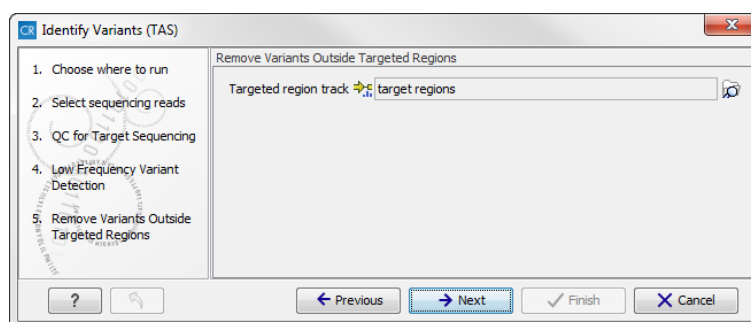 CR Identify Variants (TAS)
1. Choose where to run
2. Select sequencing reads
3. QC for Target Sequencing
4. Low Frequency Variant
Detection
5. Remove Variants Outside
Targeted Regions
Remove Variants Outside Targeted Regions
Targeted region track target regions
? Previous Next Finish Cancel